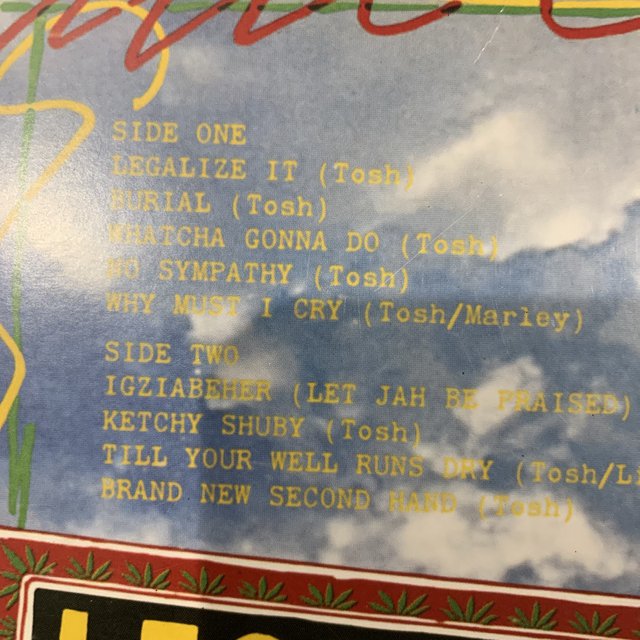 SIDE ONE
LEGALIZE IT (Tosh)
BURIAL (Tosh)
WHATCHA GONNA DO (Tosh)
NO SYMPATHY (Tosh)
WHY MUST I CRY (Tosh/Marley)
SIDE TWO
IGZIABEHER (LET JAH BE PRAISED)
KETCHY SHUBY (Tosh)
TILL YOUR WELL RUNS DRY (Tosh/Li
BRAND NEW SECOND HAND (Tosh)